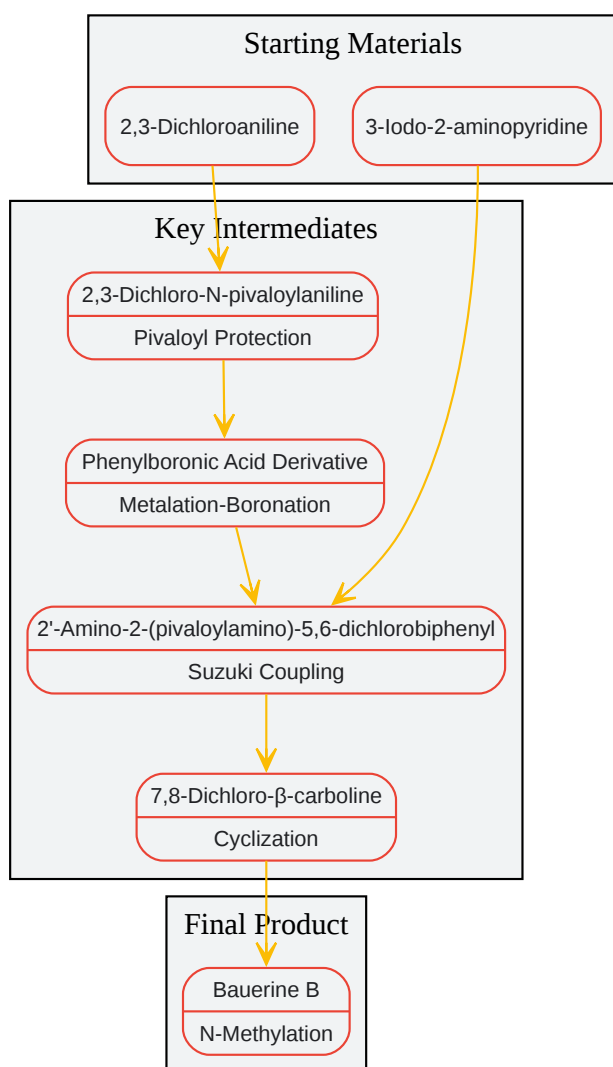 Starting Materials
2,3-Dichloroaniline
3-Iodo-2-aminopyridine
Key Intermediates
2,3-Dichloro-N-pivaloylaniline
Pivaloyl Protection
Phenylboronic Acid Derivative
Metalation-Boronation
2'-Amino-2-(pivaloylamino)-5,6-dichlorobiphenyl
Suzuki Coupling
7,8-Dichloro-β-carboline
Cyclization
Final Product
Bauerine B
N-Methylation